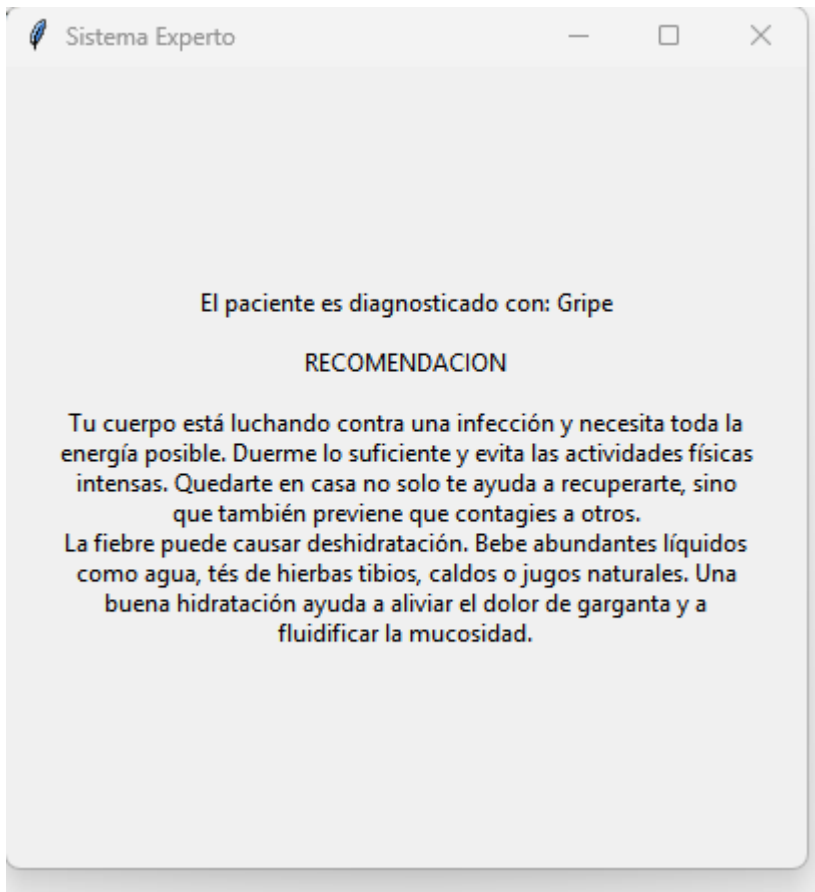 Sistema Experto
El paciente es diagnosticado con: Gripe
RECOMENDACION
Tu cuerpo está luchando contra una infección y necesita toda la
energía posible. Duerme lo suficiente y evita las actividades físicas
intensas. Quedarte en casa no solo te ayuda a recuperarte, sino
que también previene que contagies a otros.
La fiebre puede causar deshidratación. Bebe abundantes líquidos
como agua, tés de hierbas tibios, caldos o jugos naturales. Una
buena hidratación ayuda a aliviar el dolor de garganta y a
fluidificar la mucosidad.